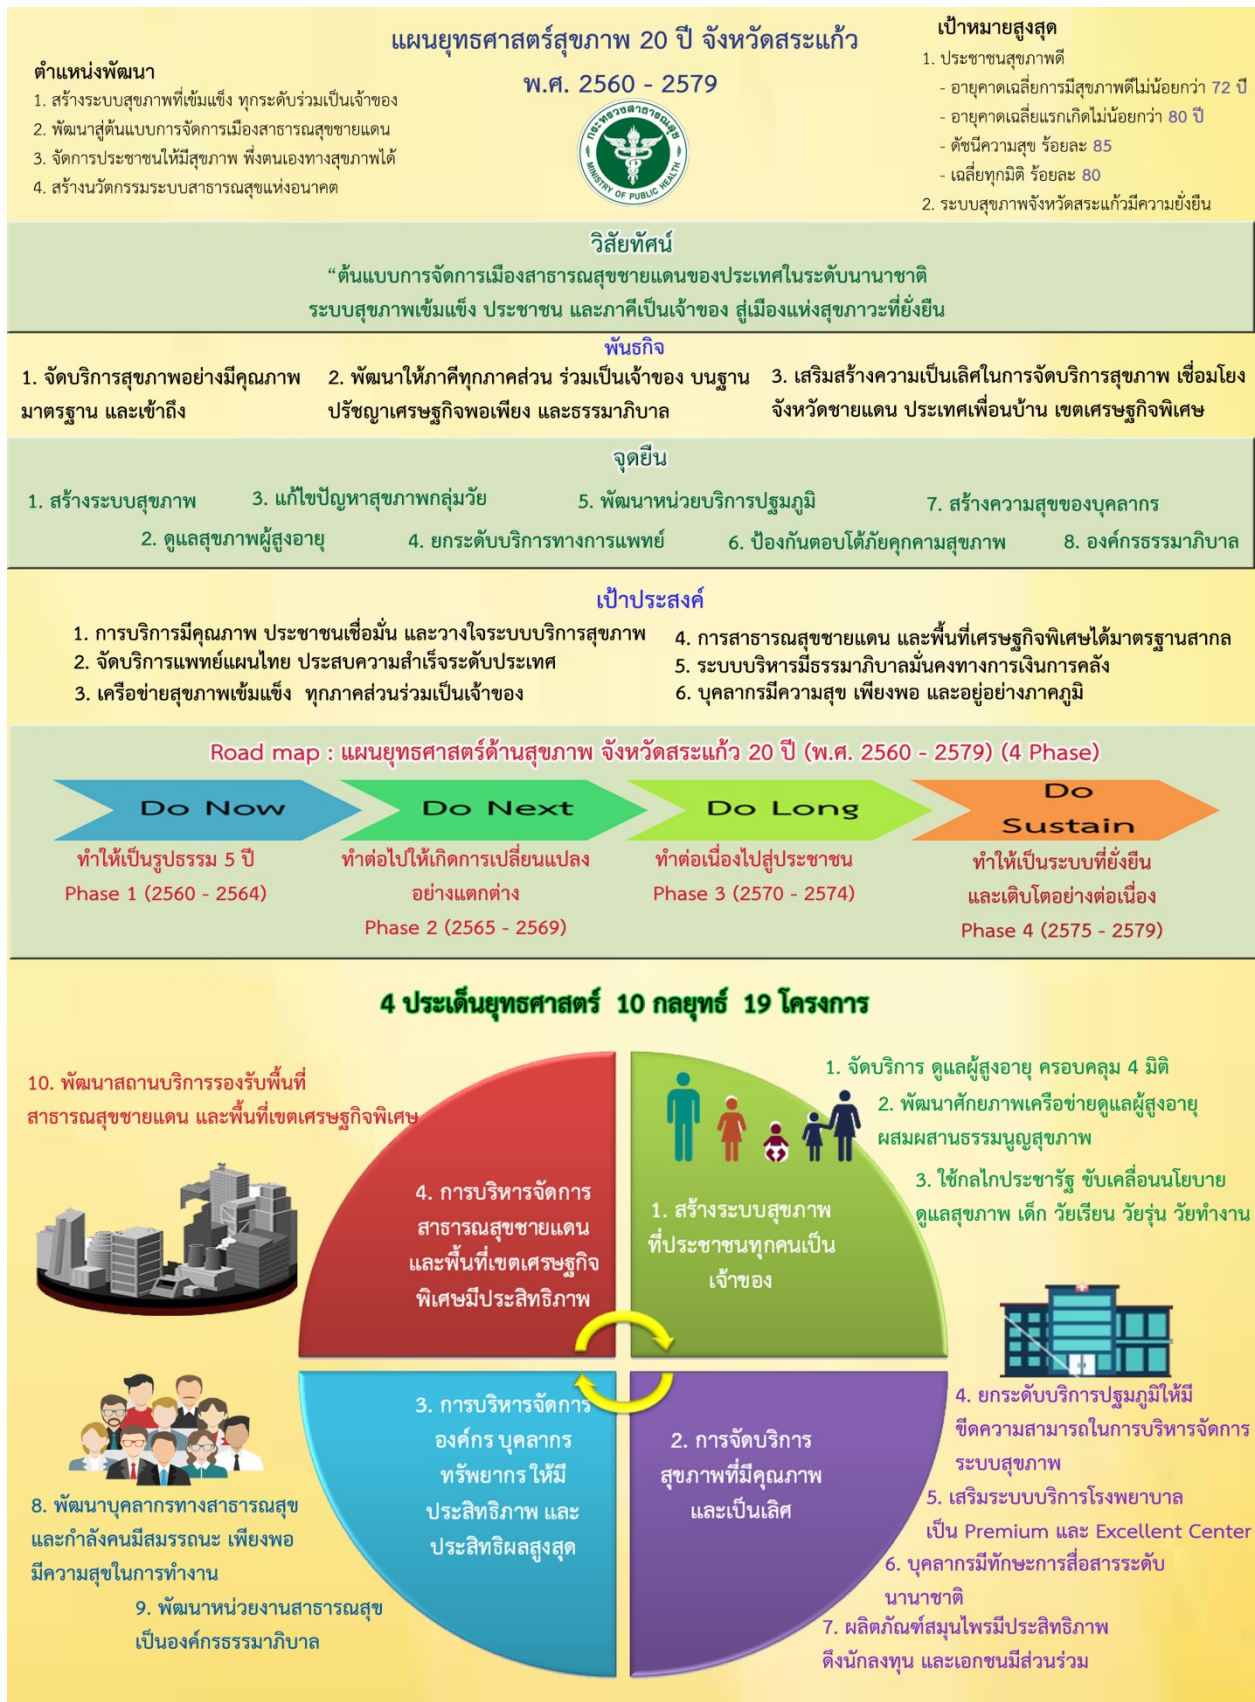 แผนยุทธศาสตร์สุขภาพ 20 ปี จังหวัดสระแก้ว
พ.ศ. 2560 - 2579
กระทรวงสาธารณสุข
MINISTRY OF PUBLIC HEALTH
ตำแหน่งพัฒนา
1. สร้างระบบสุขภาพที่เข้มแข็ง ทุกระดับร่วมเป็นเจ้าของ
2. พัฒนาสู่ต้นแบบการจัดการเมืองสาธารณสุขชายแดน
3. จัดการประชาชนให้มีสุขภาพ พึ่งตนเองทางสุขภาพได้
4. สร้างนวัตกรรมระบบสาธารณสุขแห่งอนาคต
เป้าหมายสูงสุด
1. ประชาชนสุขภาพดี
- อายุคาดเฉลี่ยการมีสุขภาพดีไม่น้อยกว่า 72 ปี
- อายุคาดเฉลี่ยแรกเกิดไม่น้อยกว่า 80 ปี
- ดัชนีความสุข ร้อยละ 85
- เฉลี่ยทุกมิติ ร้อยละ 80
2. ระบบสุขภาพจังหวัดสระแก้วมีความยั่งยืน
วิสัยทัศน์
“ต้นแบบการจัดการเมืองสาธารณสุขชายแดนของประเทศในระดับนานาชาติ
ระบบสุขภาพเข้มแข็ง ประชาชน และภาคีเป็นเจ้าของ สู่เมืองแห่งสุขภาวะที่ยั่งยืน
พันธกิจ
1. จัดบริการสุขภาพอย่างมีคุณภาพ
มาตรฐาน และเข้าถึง
2. พัฒนาให้ภาคีทุกภาคส่วน ร่วมเป็นเจ้าของ บนฐาน
ปรัชญาเศรษฐกิจพอเพียง และธรรมาภิบาล
3. เสริมสร้างความเป็นเลิศในการจัดบริการสุขภาพ เชื่อมโยง
จังหวัดชายแดน ประเทศเพื่อนบ้าน เขตเศรษฐกิจพิเศษ
จุดยืน
1. สร้างระบบสุขภาพ
2. ดูแลสุขภาพผู้สูงอายุ
3. แก้ไขปัญหาสุขภาพกลุ่มวัย
4. ยกระดับบริการทางการแพทย์
5. พัฒนาหน่วยบริการปฐมภูมิ
6. ป้องกันตอบโต้ภัยคุกคามสุขภาพ
7. สร้างความสุขของบุคลากร
8. องค์กรธรรมาภิบาล
เป้าประสงค์
1. การบริการมีคุณภาพ ประชาชนเชื่อมั่น และวางใจระบบบริการสุขภาพ
2. จัดบริการแพทย์แผนไทย ประสบความสำเร็จระดับประเทศ
3. เครือข่ายสุขภาพเข้มแข็ง ทุกภาคส่วนร่วมเป็นเจ้าของ
4. การสาธารณสุขชายแดน และพื้นที่เศรษฐกิจพิเศษได้มาตรฐานสากล
5. ระบบบริหารมีธรรมาภิบาลมั่นคงทางการเงินการคลัง
6. บุคลากรมีความสุข เพียงพอ และอยู่อย่างภาคภูมิ
Road map : แผนยุทธศาสตร์ด้านสุขภาพ จังหวัดสระแก้ว 20 ปี (พ.ศ. 2560 - 2579) (4 Phase)
Do Now
ทำให้เป็นรูปธรรม 5 ปี
Phase 1 (2560 - 2564)
Do Next
ทำต่อไปให้เกิดการเปลี่ยนแปลง
อย่างแตกต่าง
Phase 2 (2565 - 2569)
Do Long
ทำต่อเนื่องไปสู่ประชาชน
Phase 3 (2570 - 2574)
Do
Sustain
ทำให้เป็นระบบที่ยั่งยืน
และเติบโตอย่างต่อเนื่อง
Phase 4 (2575 - 2579)
4 ประเด็นยุทธศาสตร์ 10 กลยุทธ์ 19 โครงการ
10. พัฒนาสถานบริการรองรับพื้นที่
สาธารณสุขชายแดน และพื้นที่เขตเศรษฐกิจพิเศษ
4. การบริหารจัดการ
สาธารณสุขชายแดน
และพื้นที่เขตเศรษฐกิจ
พิเศษมีประสิทธิภาพ
1. สร้างระบบสุขภาพ
ที่ประชาชนทุกคนเป็น
เจ้าของ
1. จัดบริการ ดูแลผู้สูงอายุ ครอบคลุม 4 มิติ
2. พัฒนาศักยภาพเครือข่ายดูแลผู้สูงอายุ
ผสมผสานธรรมนูญสุขภาพ
3. ใช้กลไกประชารัฐ ขับเคลื่อนนโยบาย
ดูแลสุขภาพ เด็ก วัยเรียน วัยรุ่น วัยทำงาน
3. การบริหารจัดการ
องค์กร บุคลากร
ทรัพยากร ให้มี
ประสิทธิภาพ และ
ประสิทธิผลสูงสุด
2. การจัดบริการ
สุขภาพที่มีคุณภาพ
และเป็นเลิศ
4. ยกระดับบริการปฐมภูมิให้มี
ขีดความสามารถในการบริหารจัดการ
ระบบสุขภาพ
5. เสริมระบบบริการโรงพยาบาล
เป็น Premium และ Excellent Center
6. บุคลากรมีทักษะการสื่อสารระดับ
นานาชาติ
7. ผลิตภัณฑ์สมุนไพรมีประสิทธิภาพ
ดึงนักลงทุน และเอกชนมีส่วนร่วม
8. พัฒนาบุคลากรทางสาธารณสุข
และกำลังคนมีสมรรถนะ เพียงพอ
มีความสุขในการทำงาน
9. พัฒนาหน่วยงานสาธารณสุข
เป็นองค์กรธรรมาภิบาล